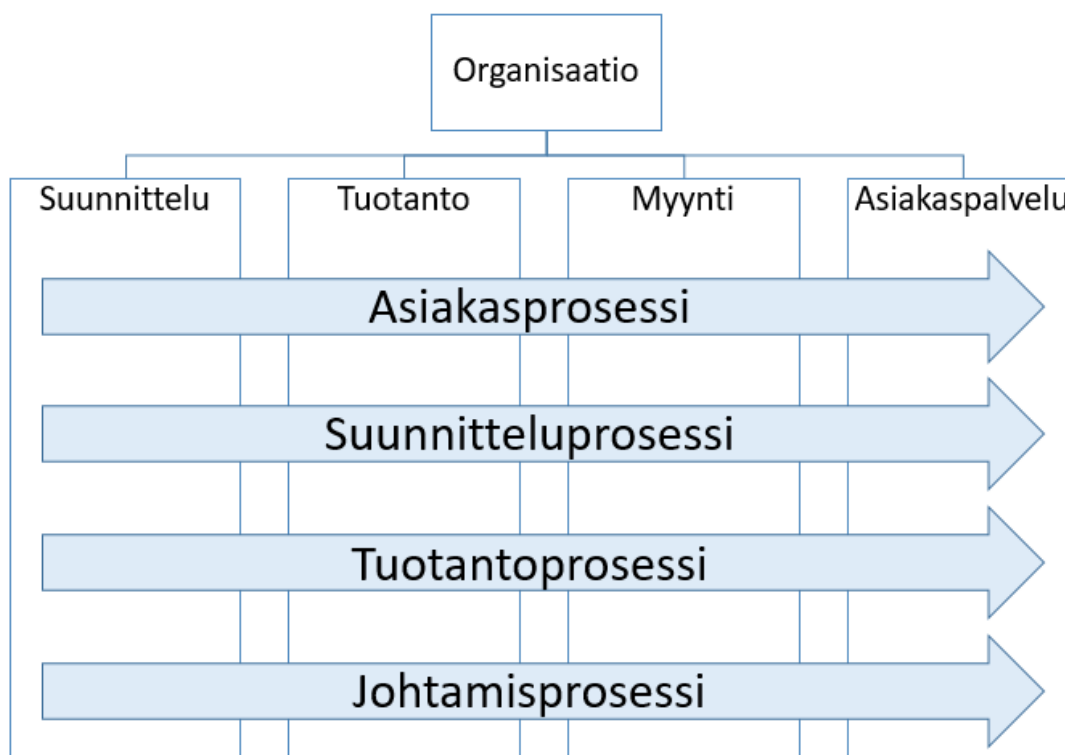 Organisaatio
Suunnittelu
Tuotanto
Myynti
Asiakaspalvelu
Asiakasprosessi
Suunnitteluprosessi
Tuotantoprosessi
Johtamisprosessi